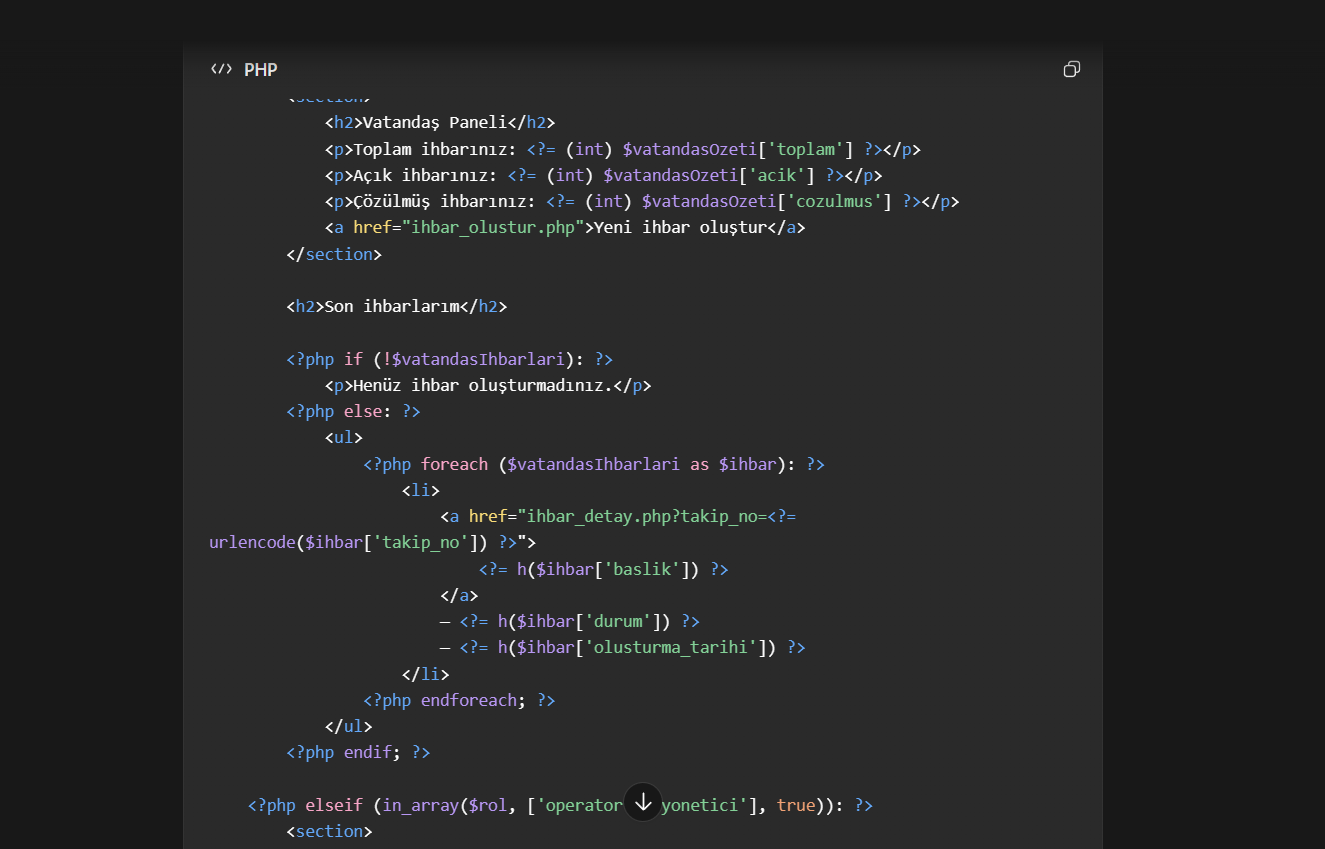 </> PHP
<section>
<h2>Vatandaş Paneli</h2>
<p>Toplam ihbarınız: <?= (int) $vatandasOzeti['toplam'] ?></p>
<p>Açık ihbarınız: <?= (int) $vatandasOzeti['acik'] ?></p>
<p>Çözülmüş ihbarınız: <?= (int) $vatandasOzeti['cozulmus'] ?></p>
<a href="ihbar_olustur.php">Yeni ihbar oluştur</a>
</section>
<h2>Son ihbarlarım</h2>
<?php if (!$vatandasIhbarlari): ?>
<p>Henüz ihbar oluşturmadınız.</p>
<?php else: ?>
<ul>
<?php foreach ($vatandasIhbarlari as $ihbar): ?>
<li>
<a href="ihbar_detay.php?takip_no=<?=
urlencode($ihbar['takip_no']) ?>">
<?= h($ihbar['baslik']) ?>
</a>
— <?= h($ihbar['durum']) ?>
— <?= h($ihbar['olusturma_tarihi']) ?>
</li>
<?php endforeach; ?>
</ul>
<?php endif; ?>
<?php elseif (in_array($rol, ['operator yonetici'], true)): ?>
<section>